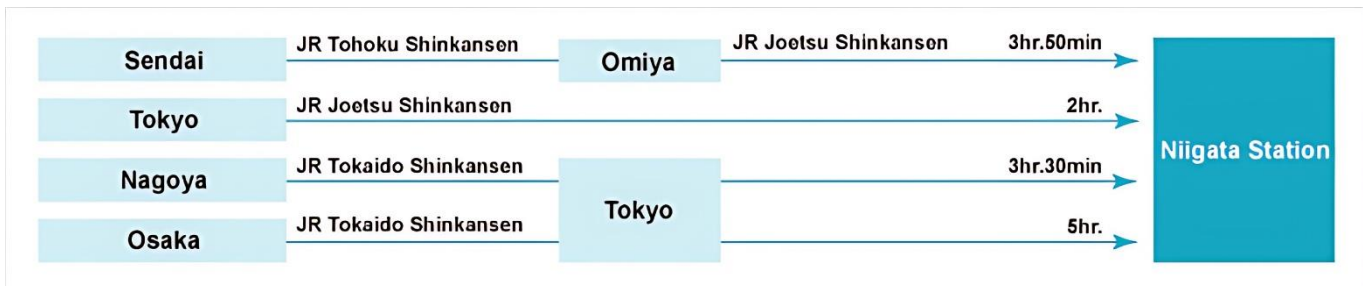 Sendai JR Tohoku Shinkansen Omiya JR Joetsu Shinkansen 3hr.50min
Tokyo JR Joetsu Shinkansen 2hr.
Niigata Station
Nagoya JR Tokaido Shinkansen 3hr.30min
Tokyo
Osaka JR Tokaido Shinkansen 5hr.